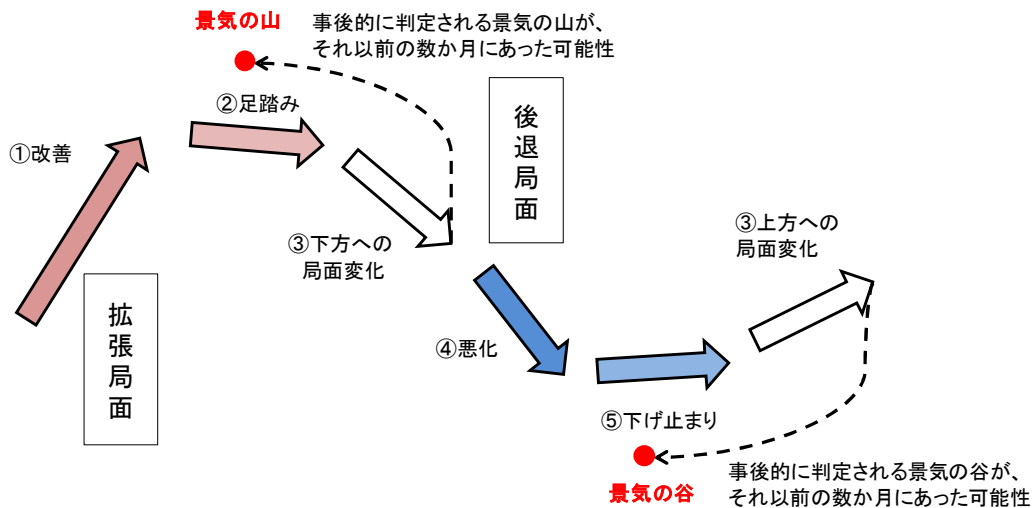 景気の山
事後的に判定される景気の山が、
それ以前の数か月にあった可能性
②足踏み
①改善
後退局面
③下方への
局面変化
③上方への
局面変化
拡張局面
④悪化
⑤下げ止まり
景気の谷
事後的に判定される景気の谷が、
それ以前の数か月にあった可能性